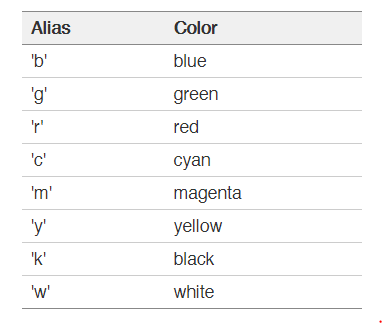 Alias Color
'b' blue
'g' green
'r' red
'c' cyan
'm' magenta
'y' yellow
'k' black
'w' white